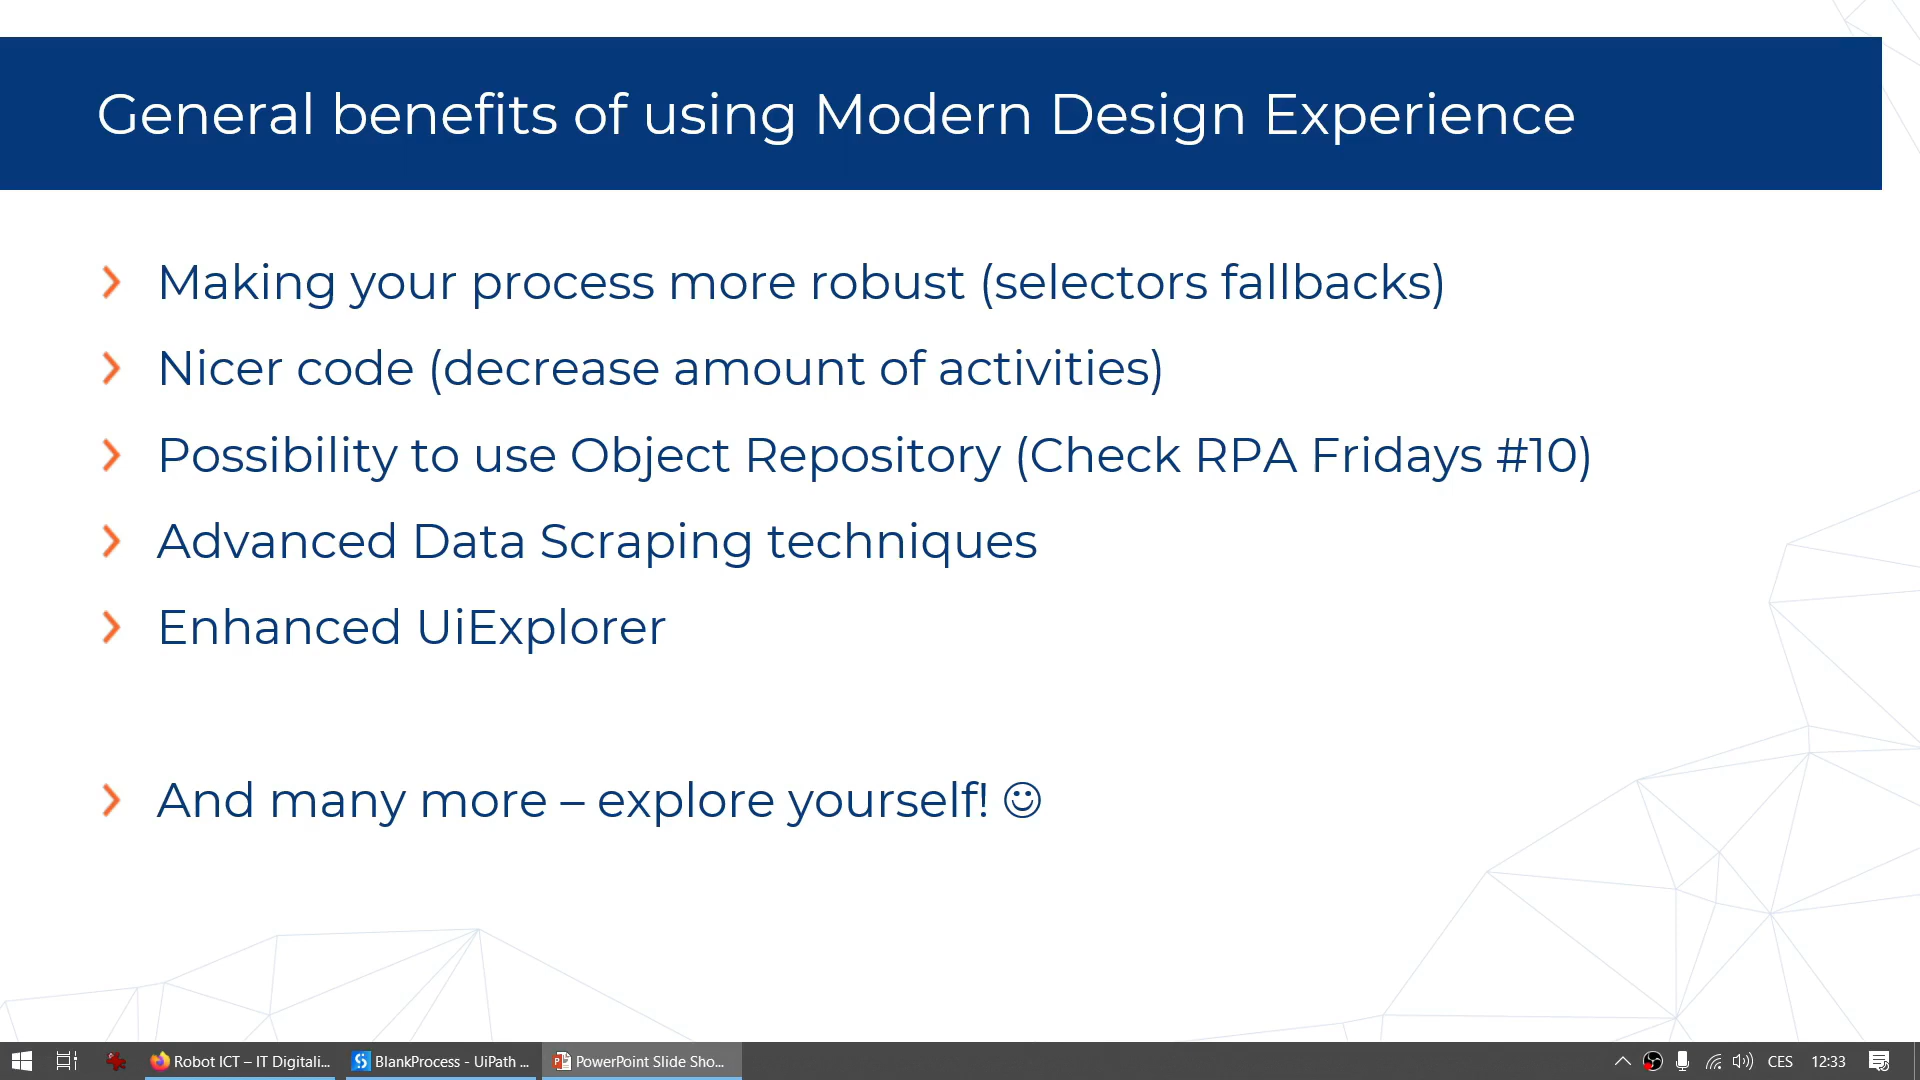 General benefits of using Modern Design Experience
Making your process more robust (selectors fallbacks)
Nicer code (decrease amount of activities)
Possibility to use Object Repository (Check RPA Fridays #10)
Advanced Data Scraping techniques
Enhanced UiExplorer
And many more – explore yourself! ☺
Robot ICT – IT Digitali... BlankProcess - UiPath ... PowerPoint Slide Sho... CES 12:33